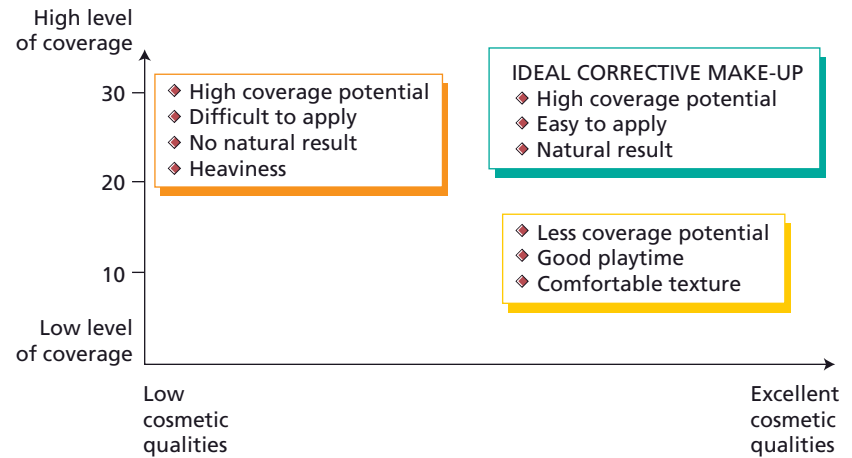 High level
of coverage
30
20
10
Low level
of coverage
High coverage potential
Difficult to apply
No natural result
Heaviness
IDEAL CORRECTIVE MAKE-UP
High coverage potential
Easy to apply
Natural result
Less coverage potential
Good playtime
Comfortable texture
Low
cosmetic
qualities
Excellent
cosmetic
qualities